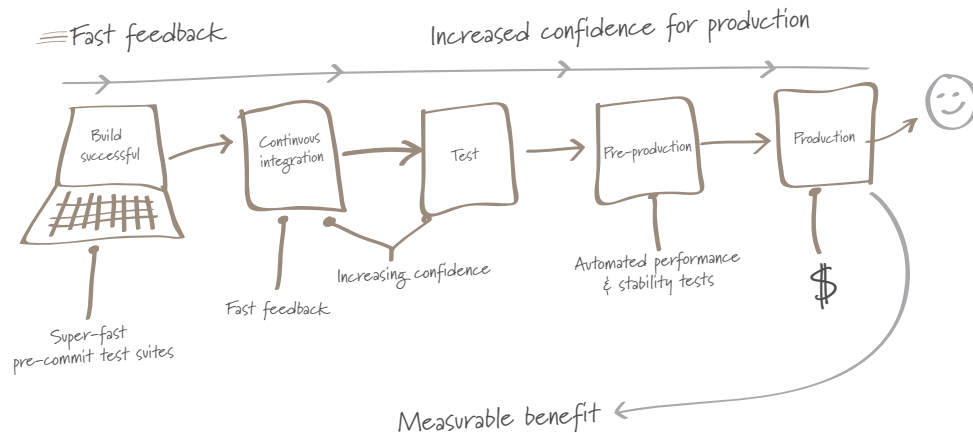 Fast feedback
Increased confidence for production
Build
successful
Continuous
integration
Test
Pre-production
Production
Increasing confidence
Fast feedback
Automated performance
& stability tests
$
Super-fast
pre-commit test suites
Measurable benefit